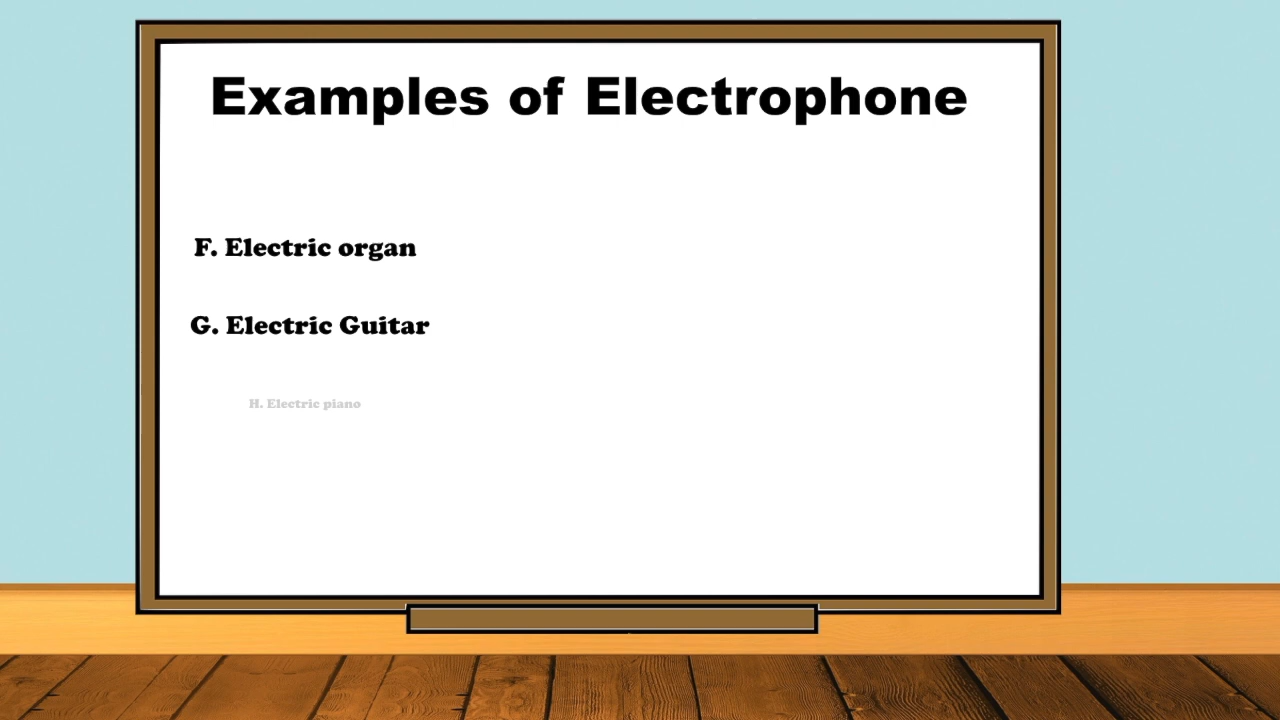 Examples of Electrophone
F. Electric organ
G. Electric Guitar
H. Electric piano